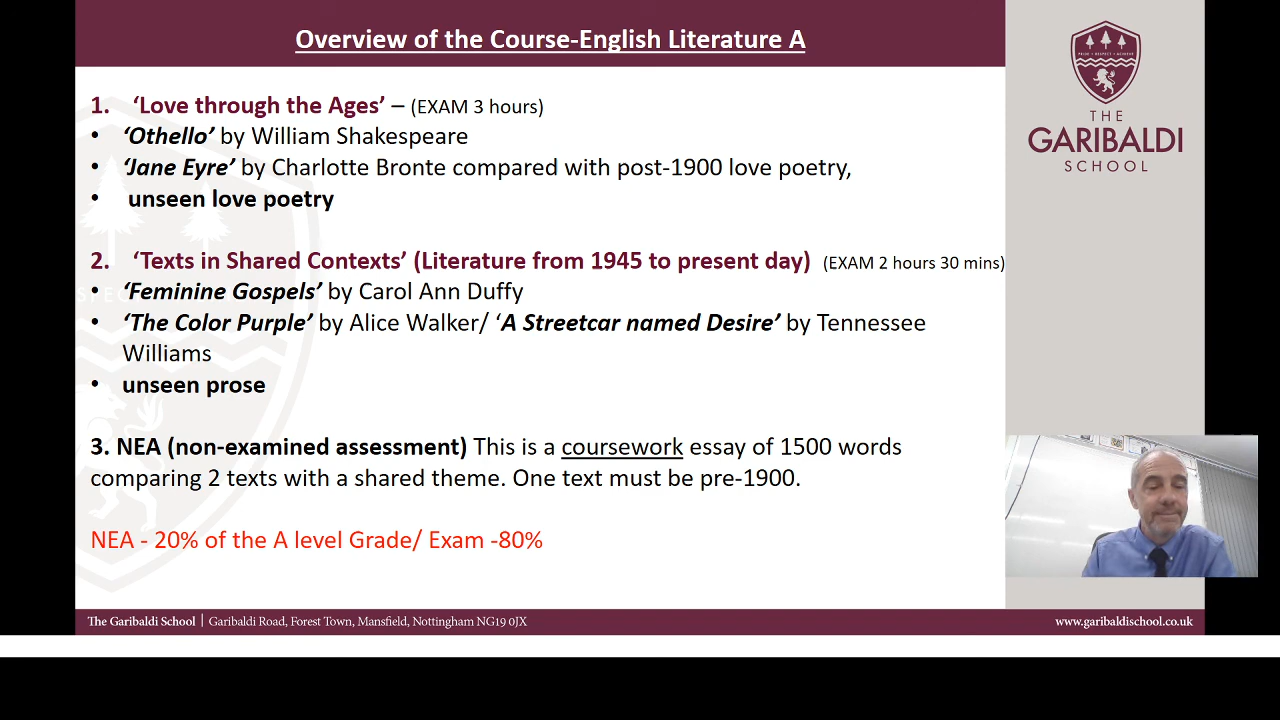 Overview of the Course-English Literature A
1. ‘Love through the Ages’ – (EXAM 3 hours)
• ‘Othello’ by William Shakespeare
• ‘Jane Eyre’ by Charlotte Bronte compared with post-1900 love poetry,
• unseen love poetry
2. ‘Texts in Shared Contexts’ (Literature from 1945 to present day) (EXAM 2 hours 30 mins)
• ‘Feminine Gospels’ by Carol Ann Duffy
• ‘The Color Purple’ by Alice Walker/ ‘A Streetcar named Desire’ by Tennessee
Williams
• unseen prose
3. NEA (non-examined assessment) This is a coursework essay of 1500 words
comparing 2 texts with a shared theme. One text must be pre-1900.
NEA - 20% of the A level Grade/ Exam -80%
PRIDE • RESPECT • ACHIEVE
THE
GARIBALDI
SCHOOL
The Garibaldi School | Garibaldi Road, Forest Town, Mansfield, Nottingham NG19 0JX
www.garibaldischool.co.uk